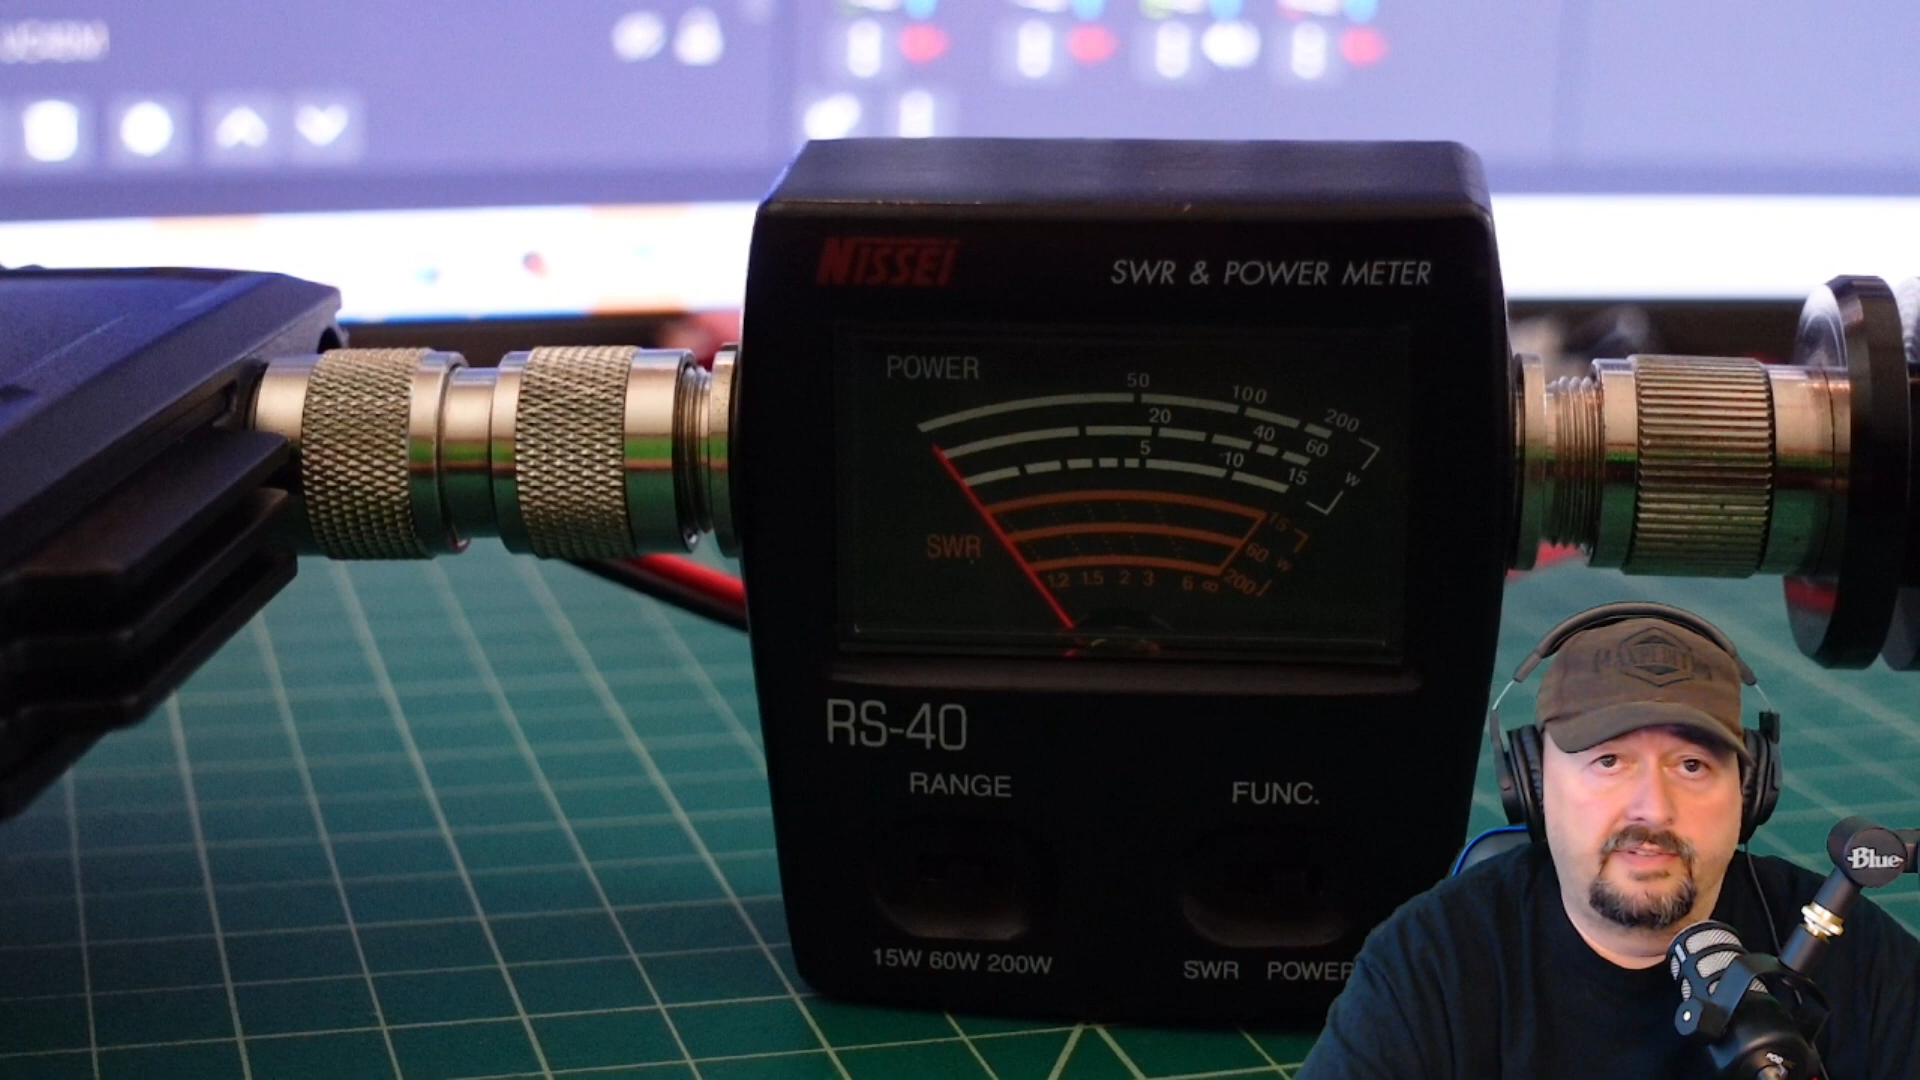 NISSEI
SWR & POWER METER
POWER
50 100 200
20 40 60
5 10 15
W
SWR
15
60 W
200
1.2 1.5 2 3 6 ∞
RS-40
RANGE
FUNC.
15W 60W 200W
SWR POWER
Blue